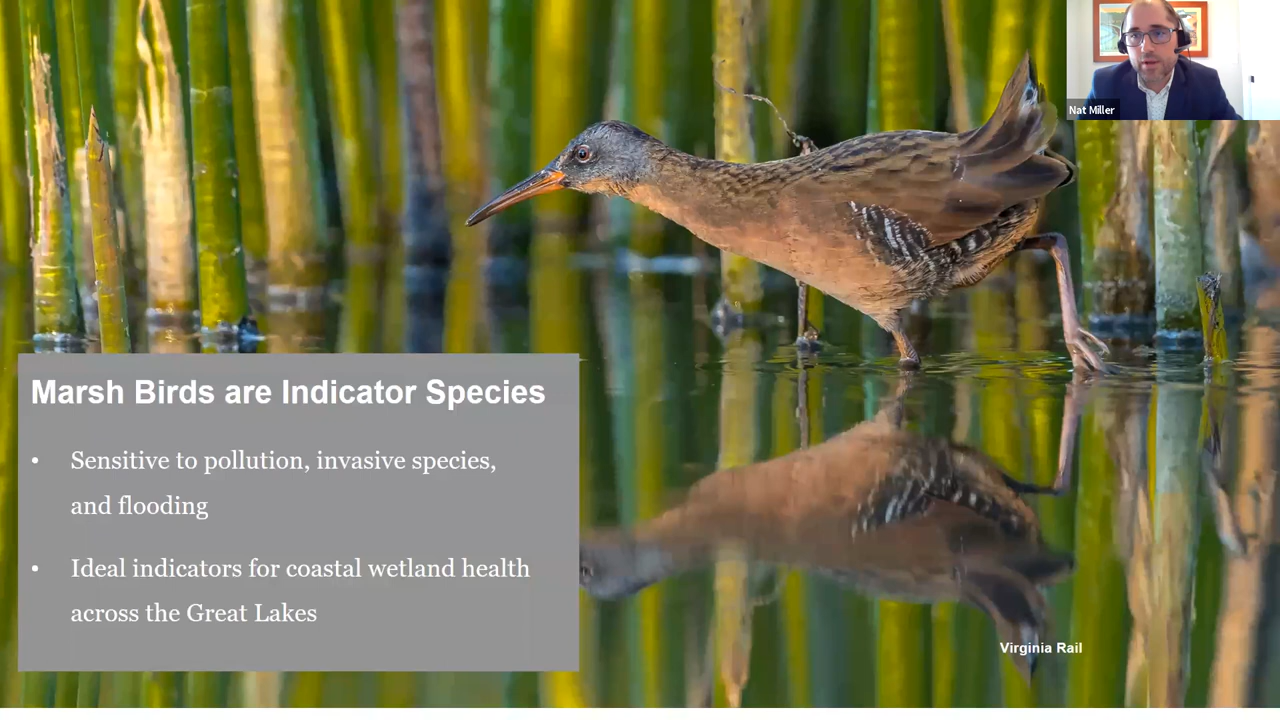 Nat Miller
Marsh Birds are Indicator Species
• Sensitive to pollution, invasive species,
and flooding
• Ideal indicators for coastal wetland health
across the Great Lakes
Virginia Rail